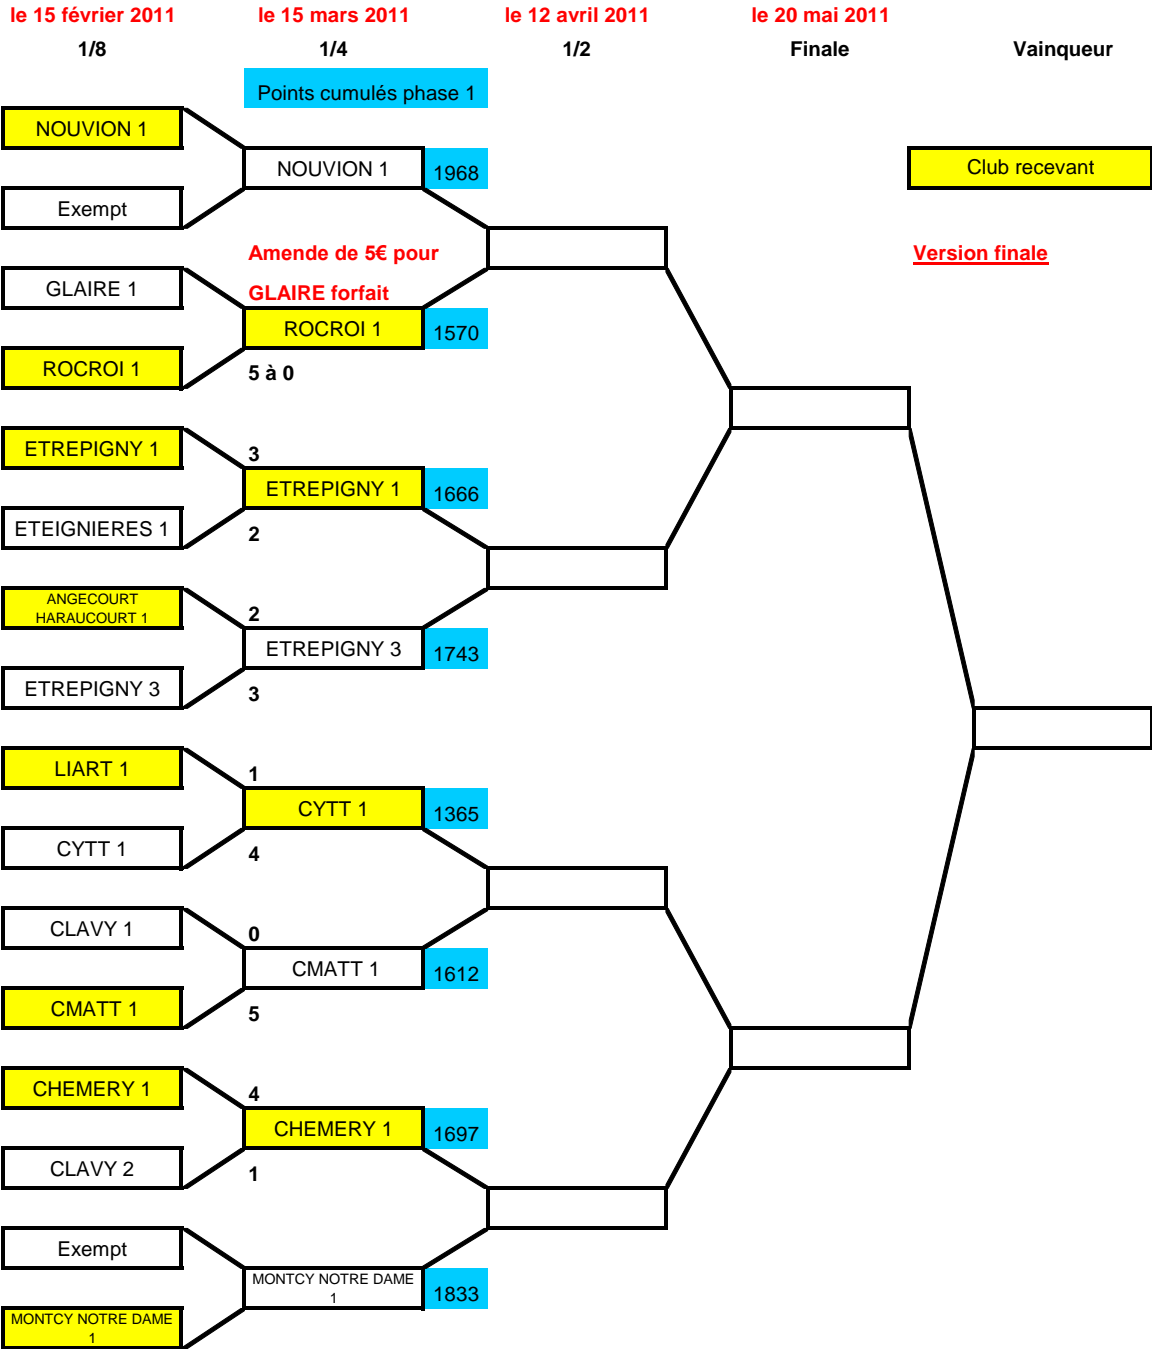 le 15 février 2011
le 15 mars 2011
le 12 avril 2011
le 20 mai 2011
1/8
1/4
1/2
Finale
Vainqueur
Points cumulés phase 1
NOUVION 1
NOUVION 1
1968
Club recevant
Exempt
Amende de 5€ pour
Version finale
GLAIRE 1
GLAIRE forfait
ROCROI 1
1570
ROCROI 1
5 à 0
ETREPIGNY 1
3
ETREPIGNY 1
1666
ETEIGNIERES 1
2
ANGECOURT
HARAUCOURT 1
2
ETREPIGNY 3
1743
ETREPIGNY 3
3
LIART 1
1
CYTT 1
1365
CYTT 1
4
CLAVY 1
0
CMATT 1
1612
CMATT 1
5
CHEMERY 1
4
CHEMERY 1
1697
CLAVY 2
1
Exempt
MONTCY NOTRE DAME
1
1833
MONTCY NOTRE DAME
1